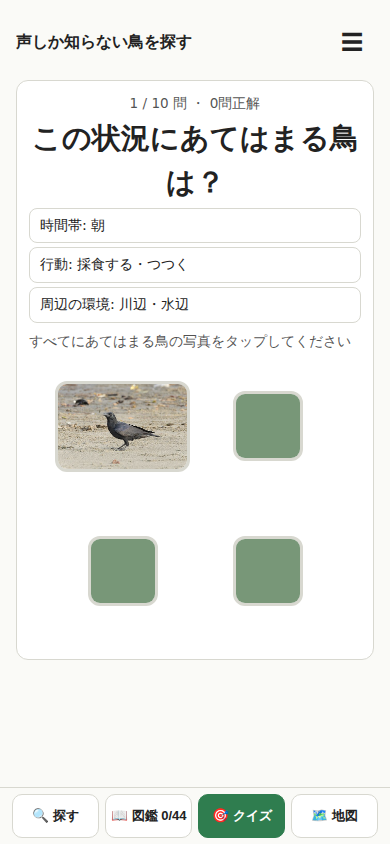 声しか知らない鳥を探す
☰
1 / 10 問 ・ 0問正解
この状況にあてはまる鳥
は？
時間帯: 朝
行動: 採食する・つつく
周辺の環境: 川辺・水辺
すべてにあてはまる鳥の写真をタップしてください
🔍 探す
📖 図鑑 0/44
🎯 クイズ
🗺️ 地図